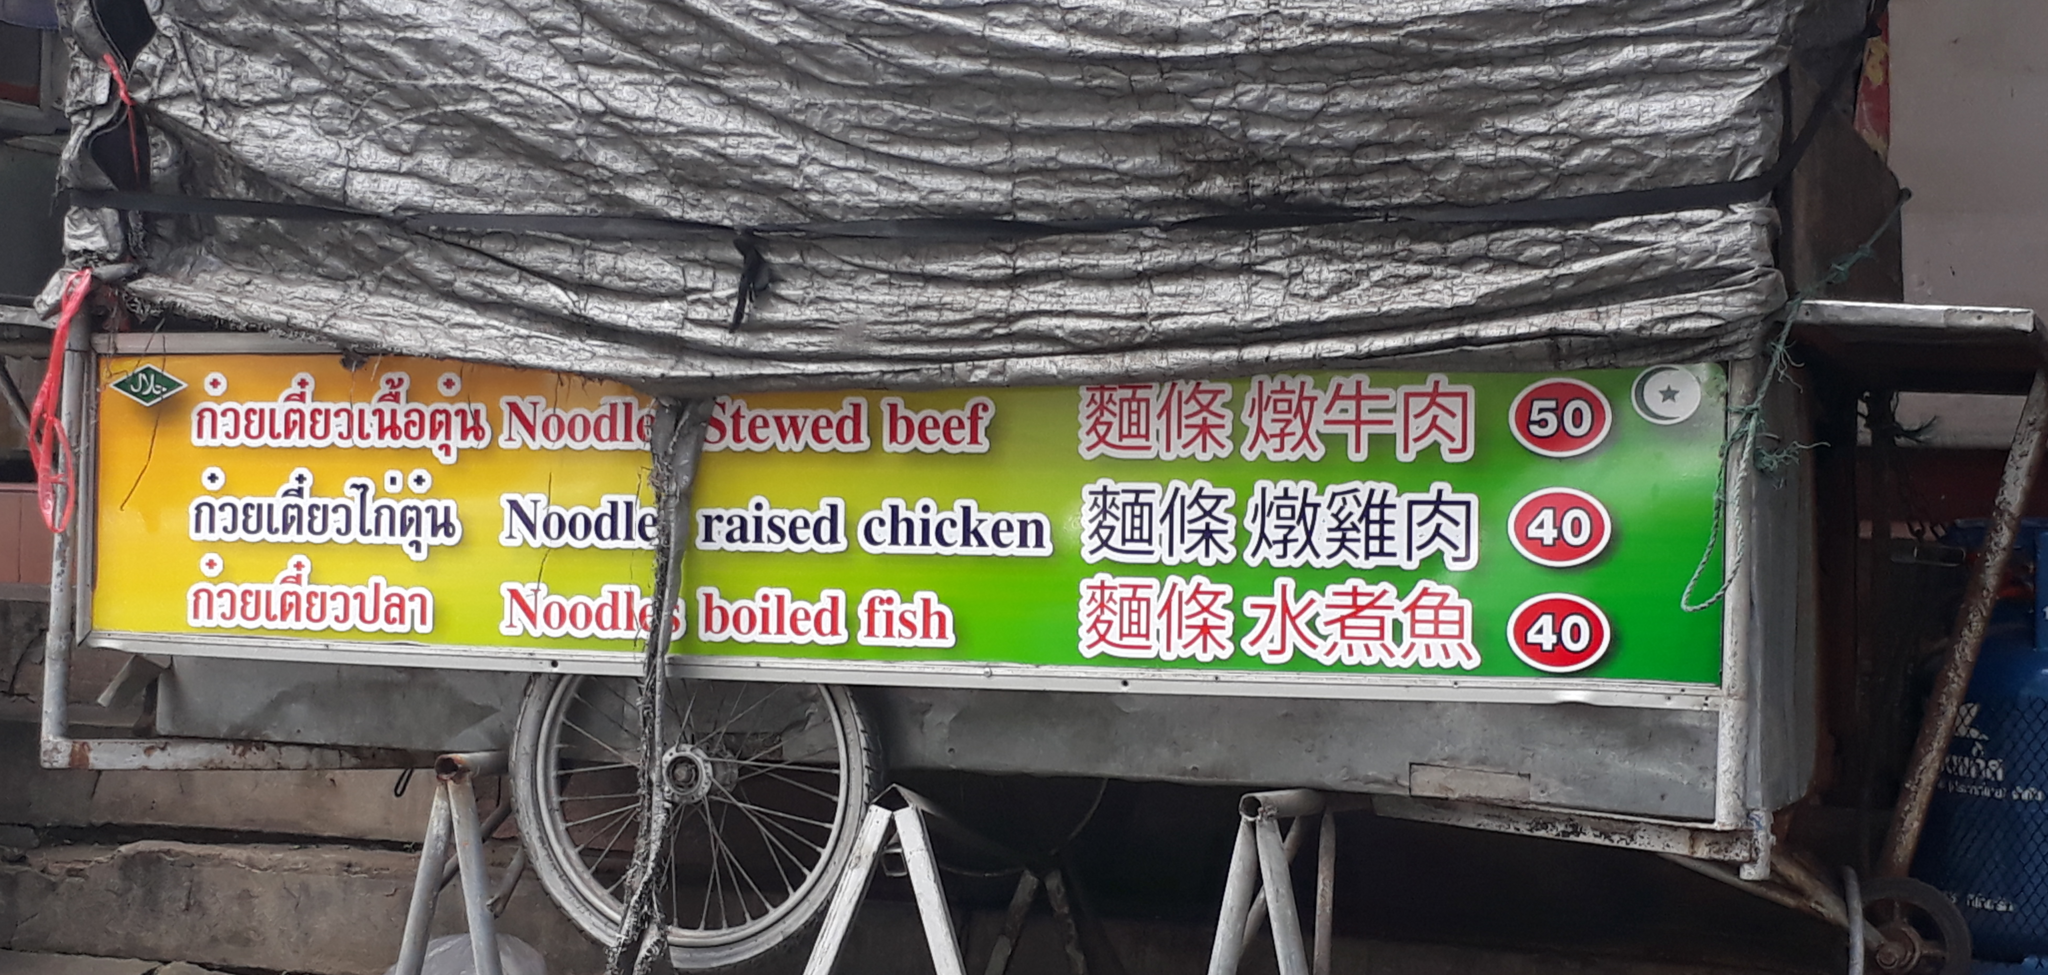 حلال
ก๋วยเตี๋ยวเนื้อตุ๋น Noodle Stewed beef 麵條 燉牛肉 50
ก๋วยเตี๋ยวไก่ตุ๋น Noodle raised chicken 麵條 燉雞肉 40
ก๋วยเตี๋ยวปลา Noodles boiled fish 麵條 水煮魚 40